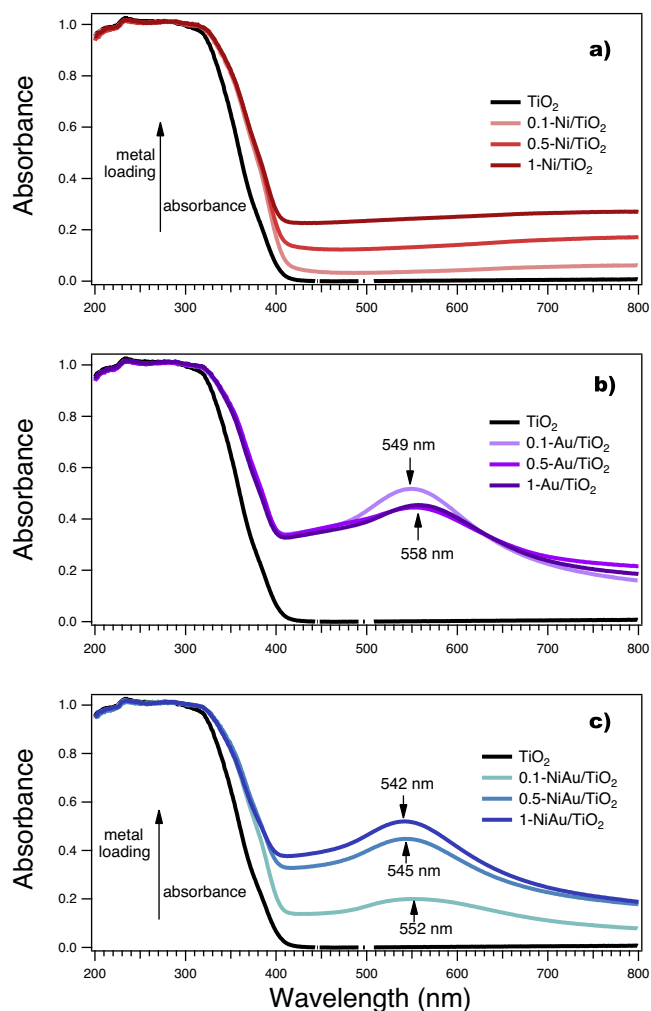 a)
Absorbance
1.0
0.8
0.6
0.4
0.2
0.0
TiO₂
0.1-Ni/TiO₂
0.5-Ni/TiO₂
1-Ni/TiO₂
metal
loading
absorbance
200 300 400 500 600 700 800
b)
Absorbance
1.0
0.8
0.6
0.4
0.2
0.0
TiO₂
0.1-Au/TiO₂
0.5-Au/TiO₂
1-Au/TiO₂
549 nm
558 nm
200 300 400 500 600 700 800
c)
Absorbance
1.0
0.8
0.6
0.4
0.2
0.0
TiO₂
0.1-NiAu/TiO₂
0.5-NiAu/TiO₂
1-NiAu/TiO₂
542 nm
545 nm
552 nm
metal
loading
absorbance
200 300 400 500 600 700 800
Wavelength (nm)